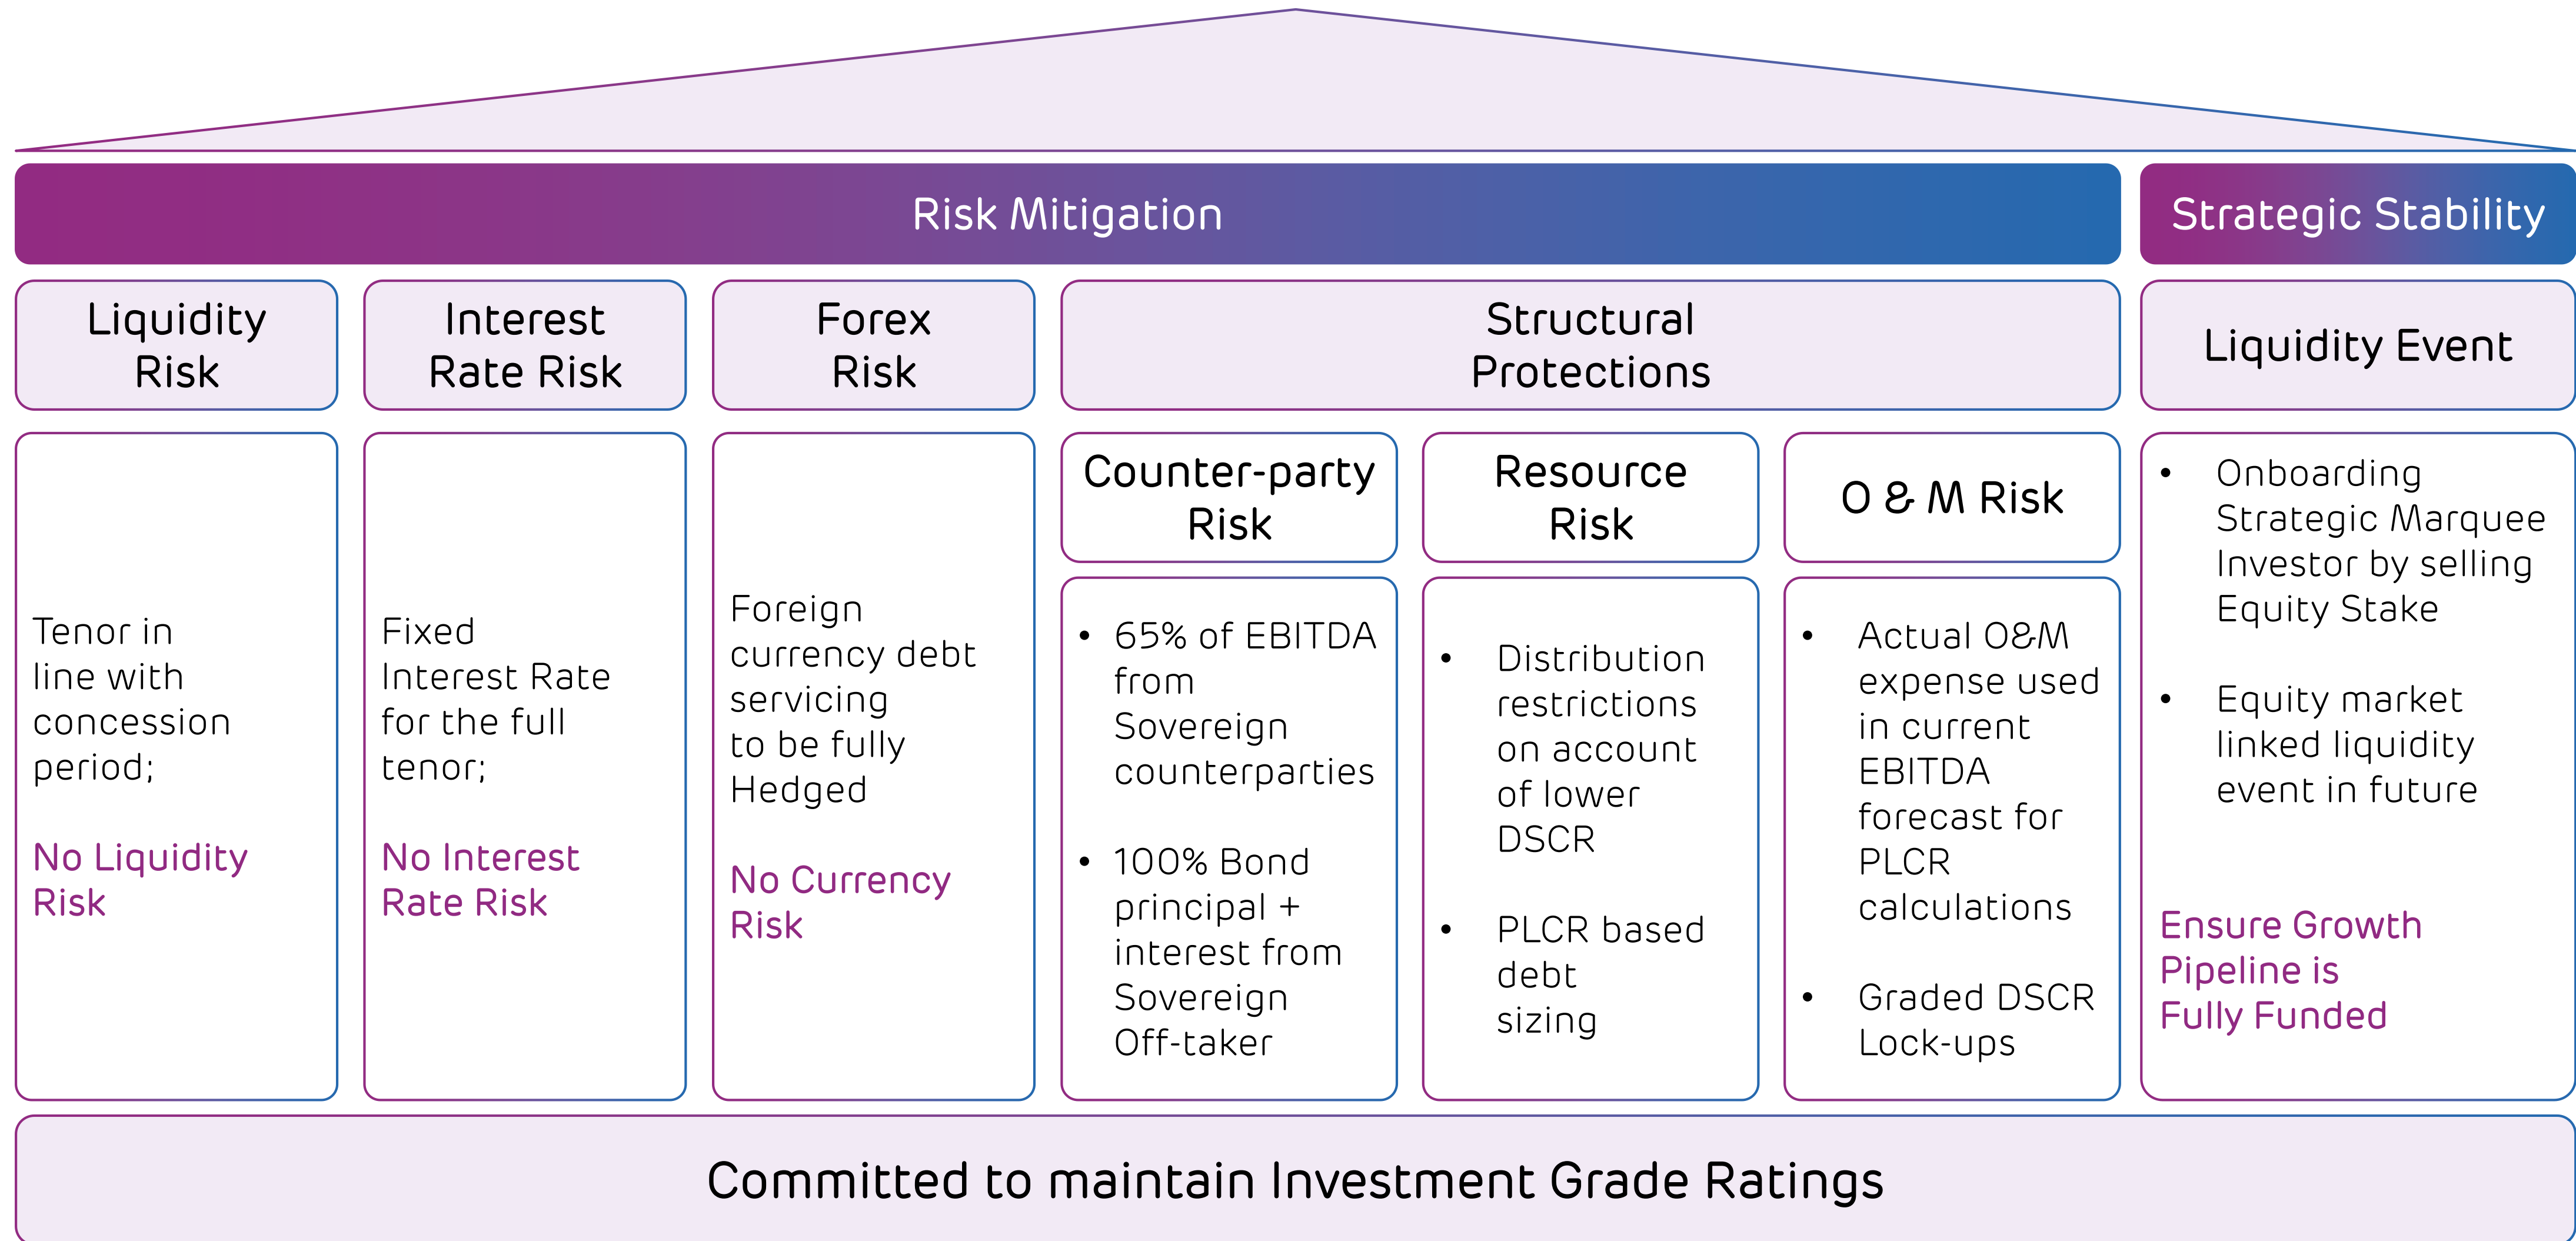 Risk Mitigation
Strategic Stability
Liquidity
Risk
Interest
Rate Risk
Forex
Risk
Structural
Protections
Liquidity Event
Tenor in
line with
concession
period;
No Liquidity
Risk
Fixed
Interest Rate
for the full
tenor;
No Interest
Rate Risk
Foreign
currency debt
servicing
to be fully
Hedged
No Currency
Risk
Counter-party
Risk
• 65% of EBITDA
from
Sovereign
counterparties
• 100% Bond
principal +
interest from
Sovereign
Off-taker
Resource
Risk
• Distribution
restrictions
on account
of lower
DSCR
• PLCR based
debt
sizing
O & M Risk
• Actual O&M
expense used
in current
EBITDA
forecast for
PLCR
calculations
• Graded DSCR
Lock-ups
• Onboarding
Strategic Marquee
Investor by selling
Equity Stake
• Equity market
linked liquidity
event in future
Ensure Growth
Pipeline is
Fully Funded
Committed to maintain Investment Grade Ratings